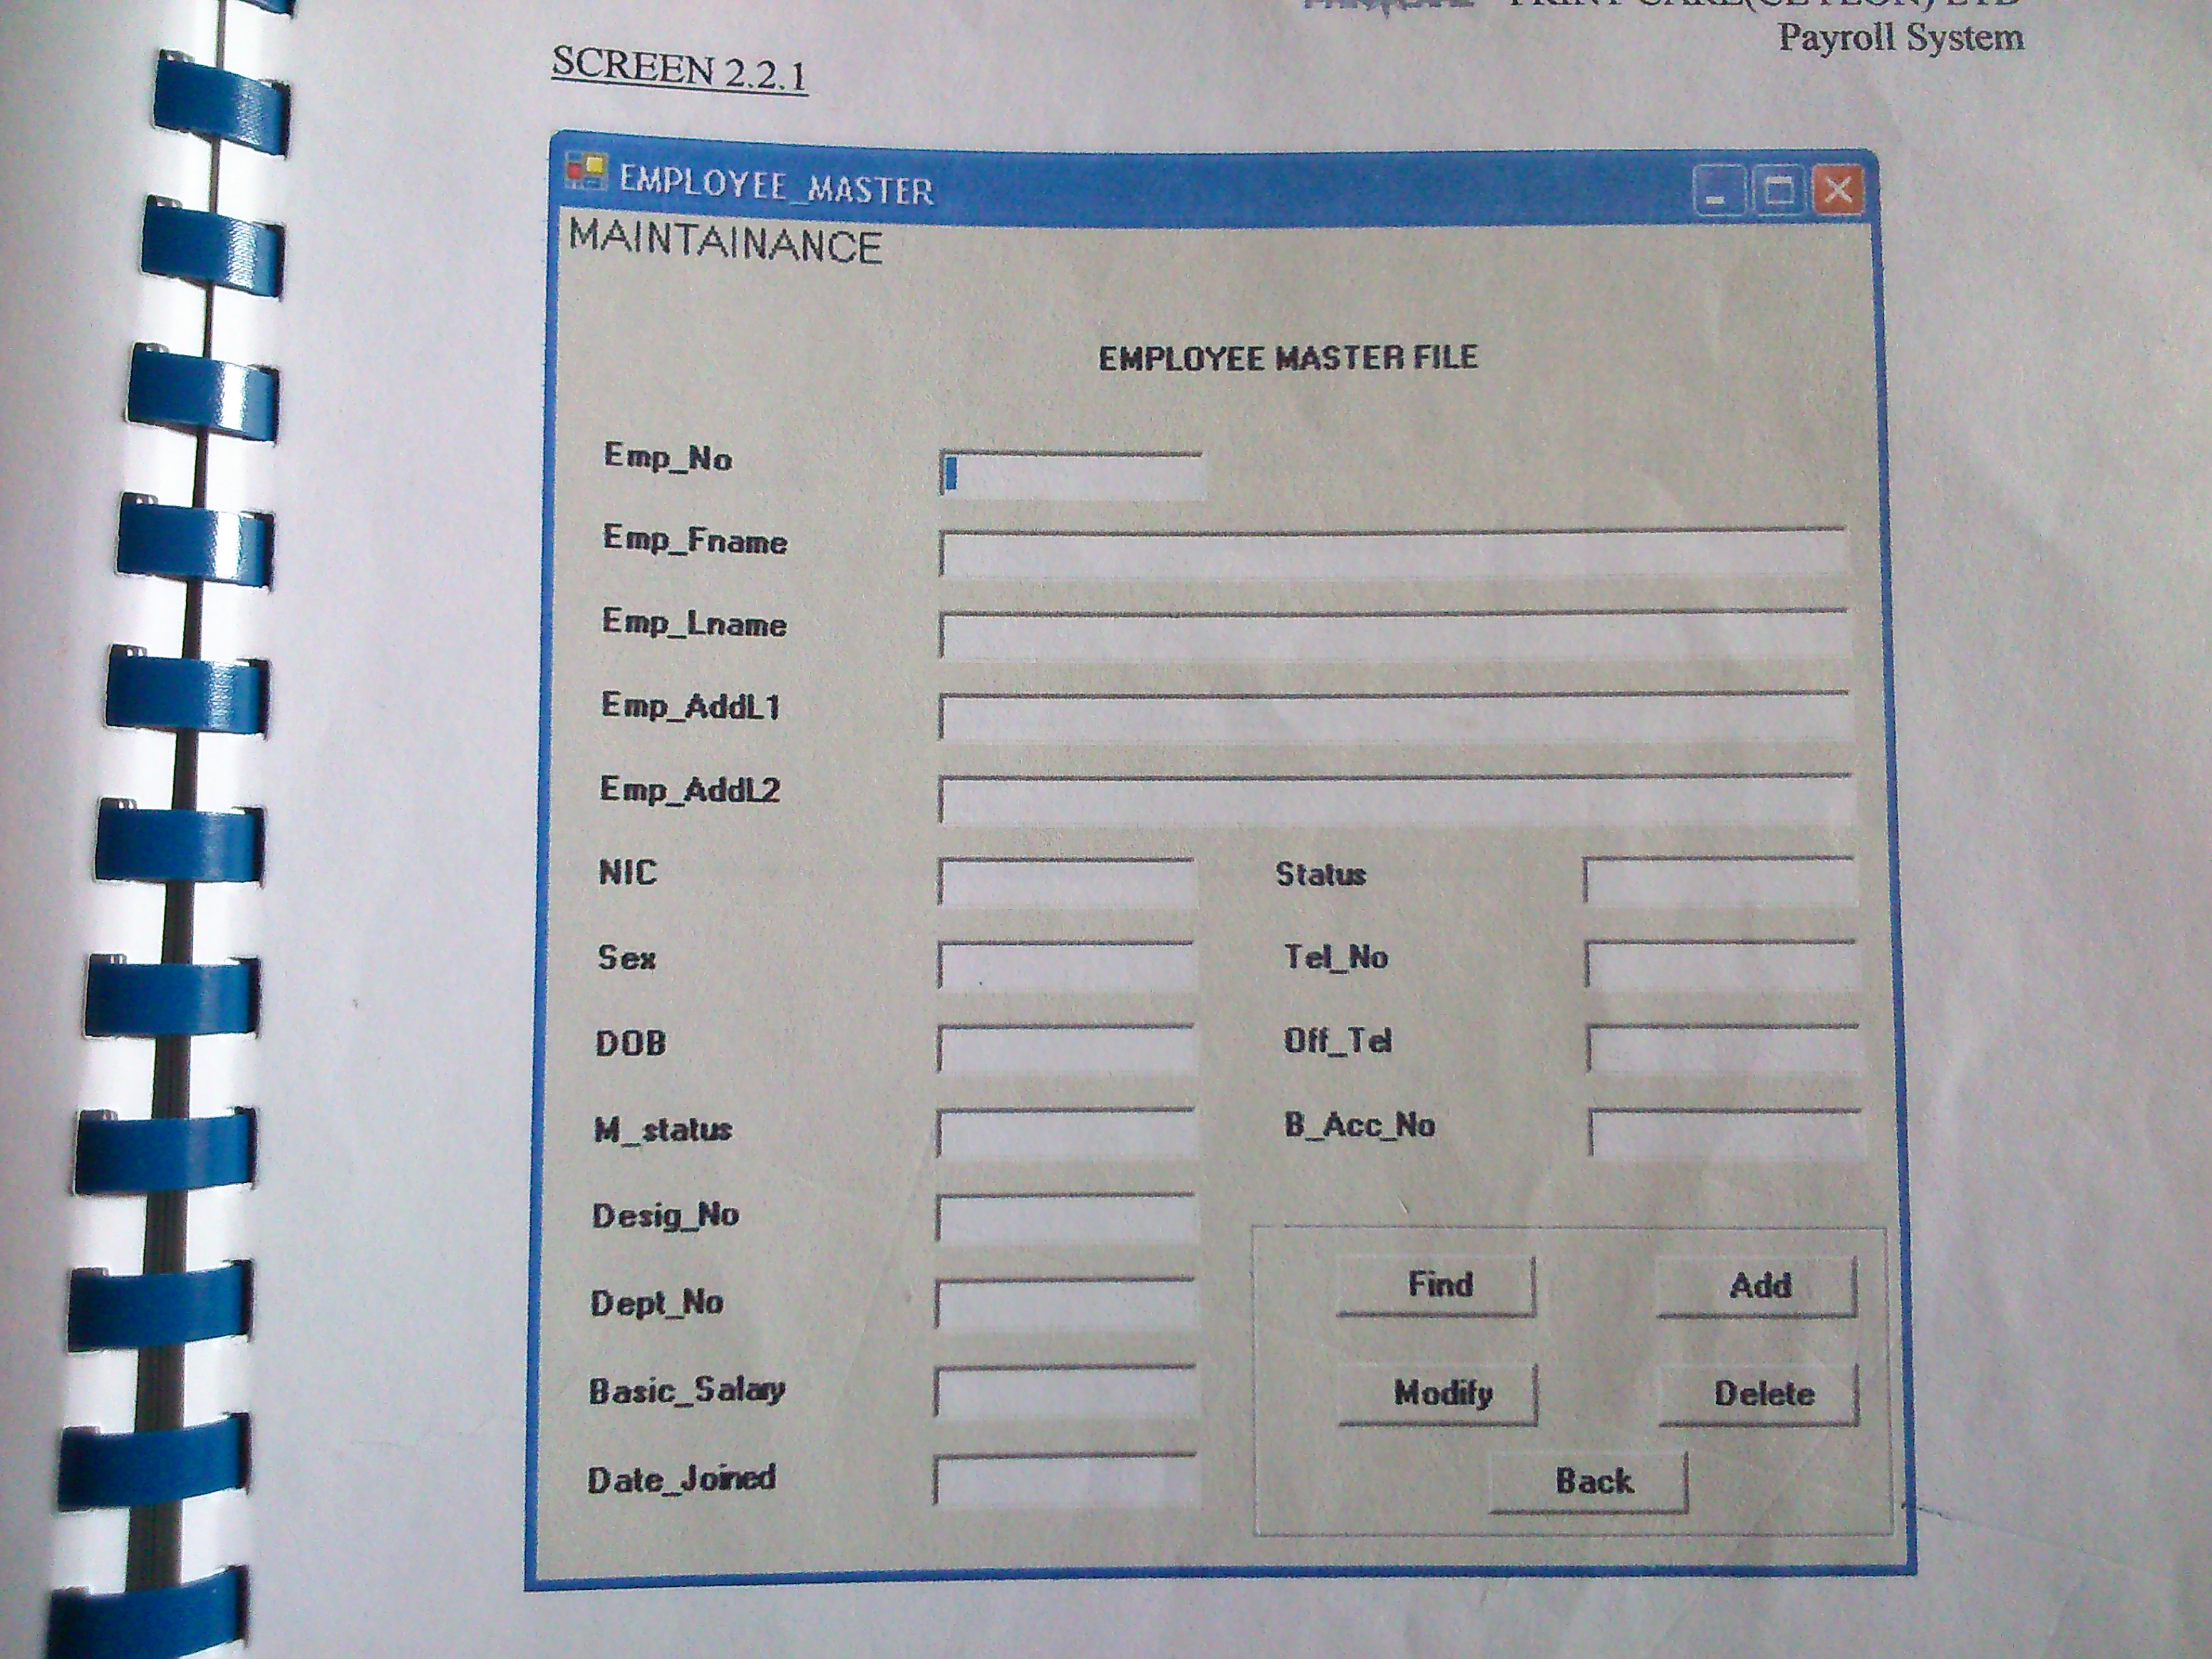 PRINT CARE(CEYLON) LTD
Payroll System
SCREEN 2.2.1
EMPLOYEE_MASTER
MAINTAINANCE
EMPLOYEE MASTER FILE
Emp_No
Emp_Fname
Emp_Lname
Emp_AddL1
Emp_AddL2
NIC Status
Sex Tel_No
DOB Off_Tel
M_status B_Acc_No
Desig_No
Dept_No
Find Add
Basic_Salary
Modify Delete
Date_Joined
Back